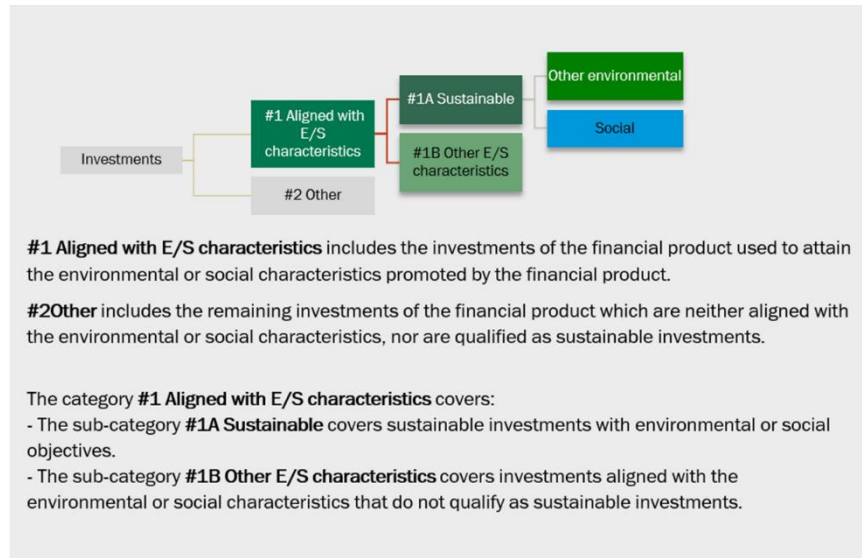 Other environmental
#1A Sustainable
#1 Aligned with
E/S
characteristics
Social
#1B Other E/S
characteristics
Investments
#2 Other
#1 Aligned with E/S characteristics includes the investments of the financial product used to attain
the environmental or social characteristics promoted by the financial product.
#2Other includes the remaining investments of the financial product which are neither aligned with
the environmental or social characteristics, nor are qualified as sustainable investments.
The category #1 Aligned with E/S characteristics covers:
- The sub-category #1A Sustainable covers sustainable investments with environmental or social
objectives.
- The sub-category #1B Other E/S characteristics covers investments aligned with the
environmental or social characteristics that do not qualify as sustainable investments.